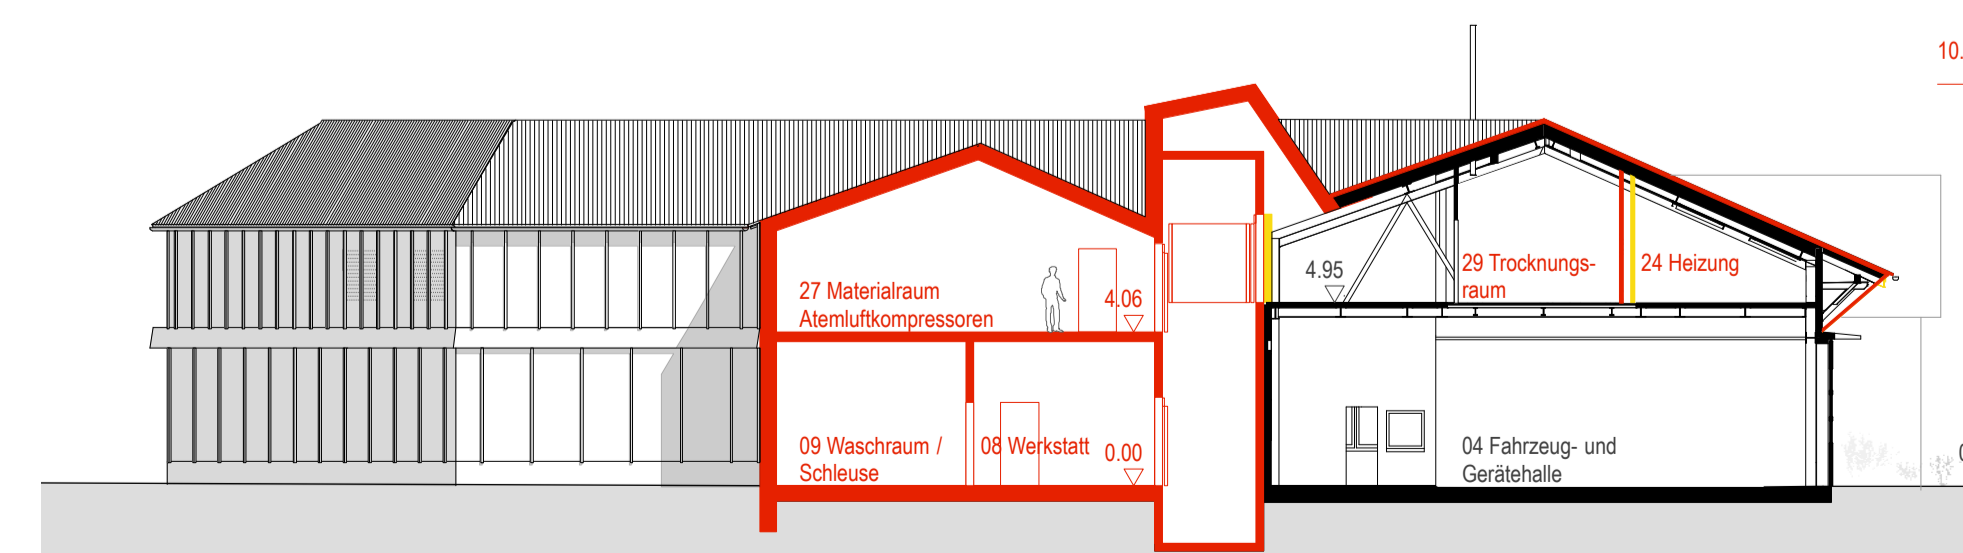 10.
27 Materialraum
Atemluftkompressoren
4.06
4.95
29 Trocknungs-
raum
24 Heizung
09 Waschraum /
Schleuse
08 Werkstatt
0.00
04 Fahrzeug- und
Gerätehalle
0